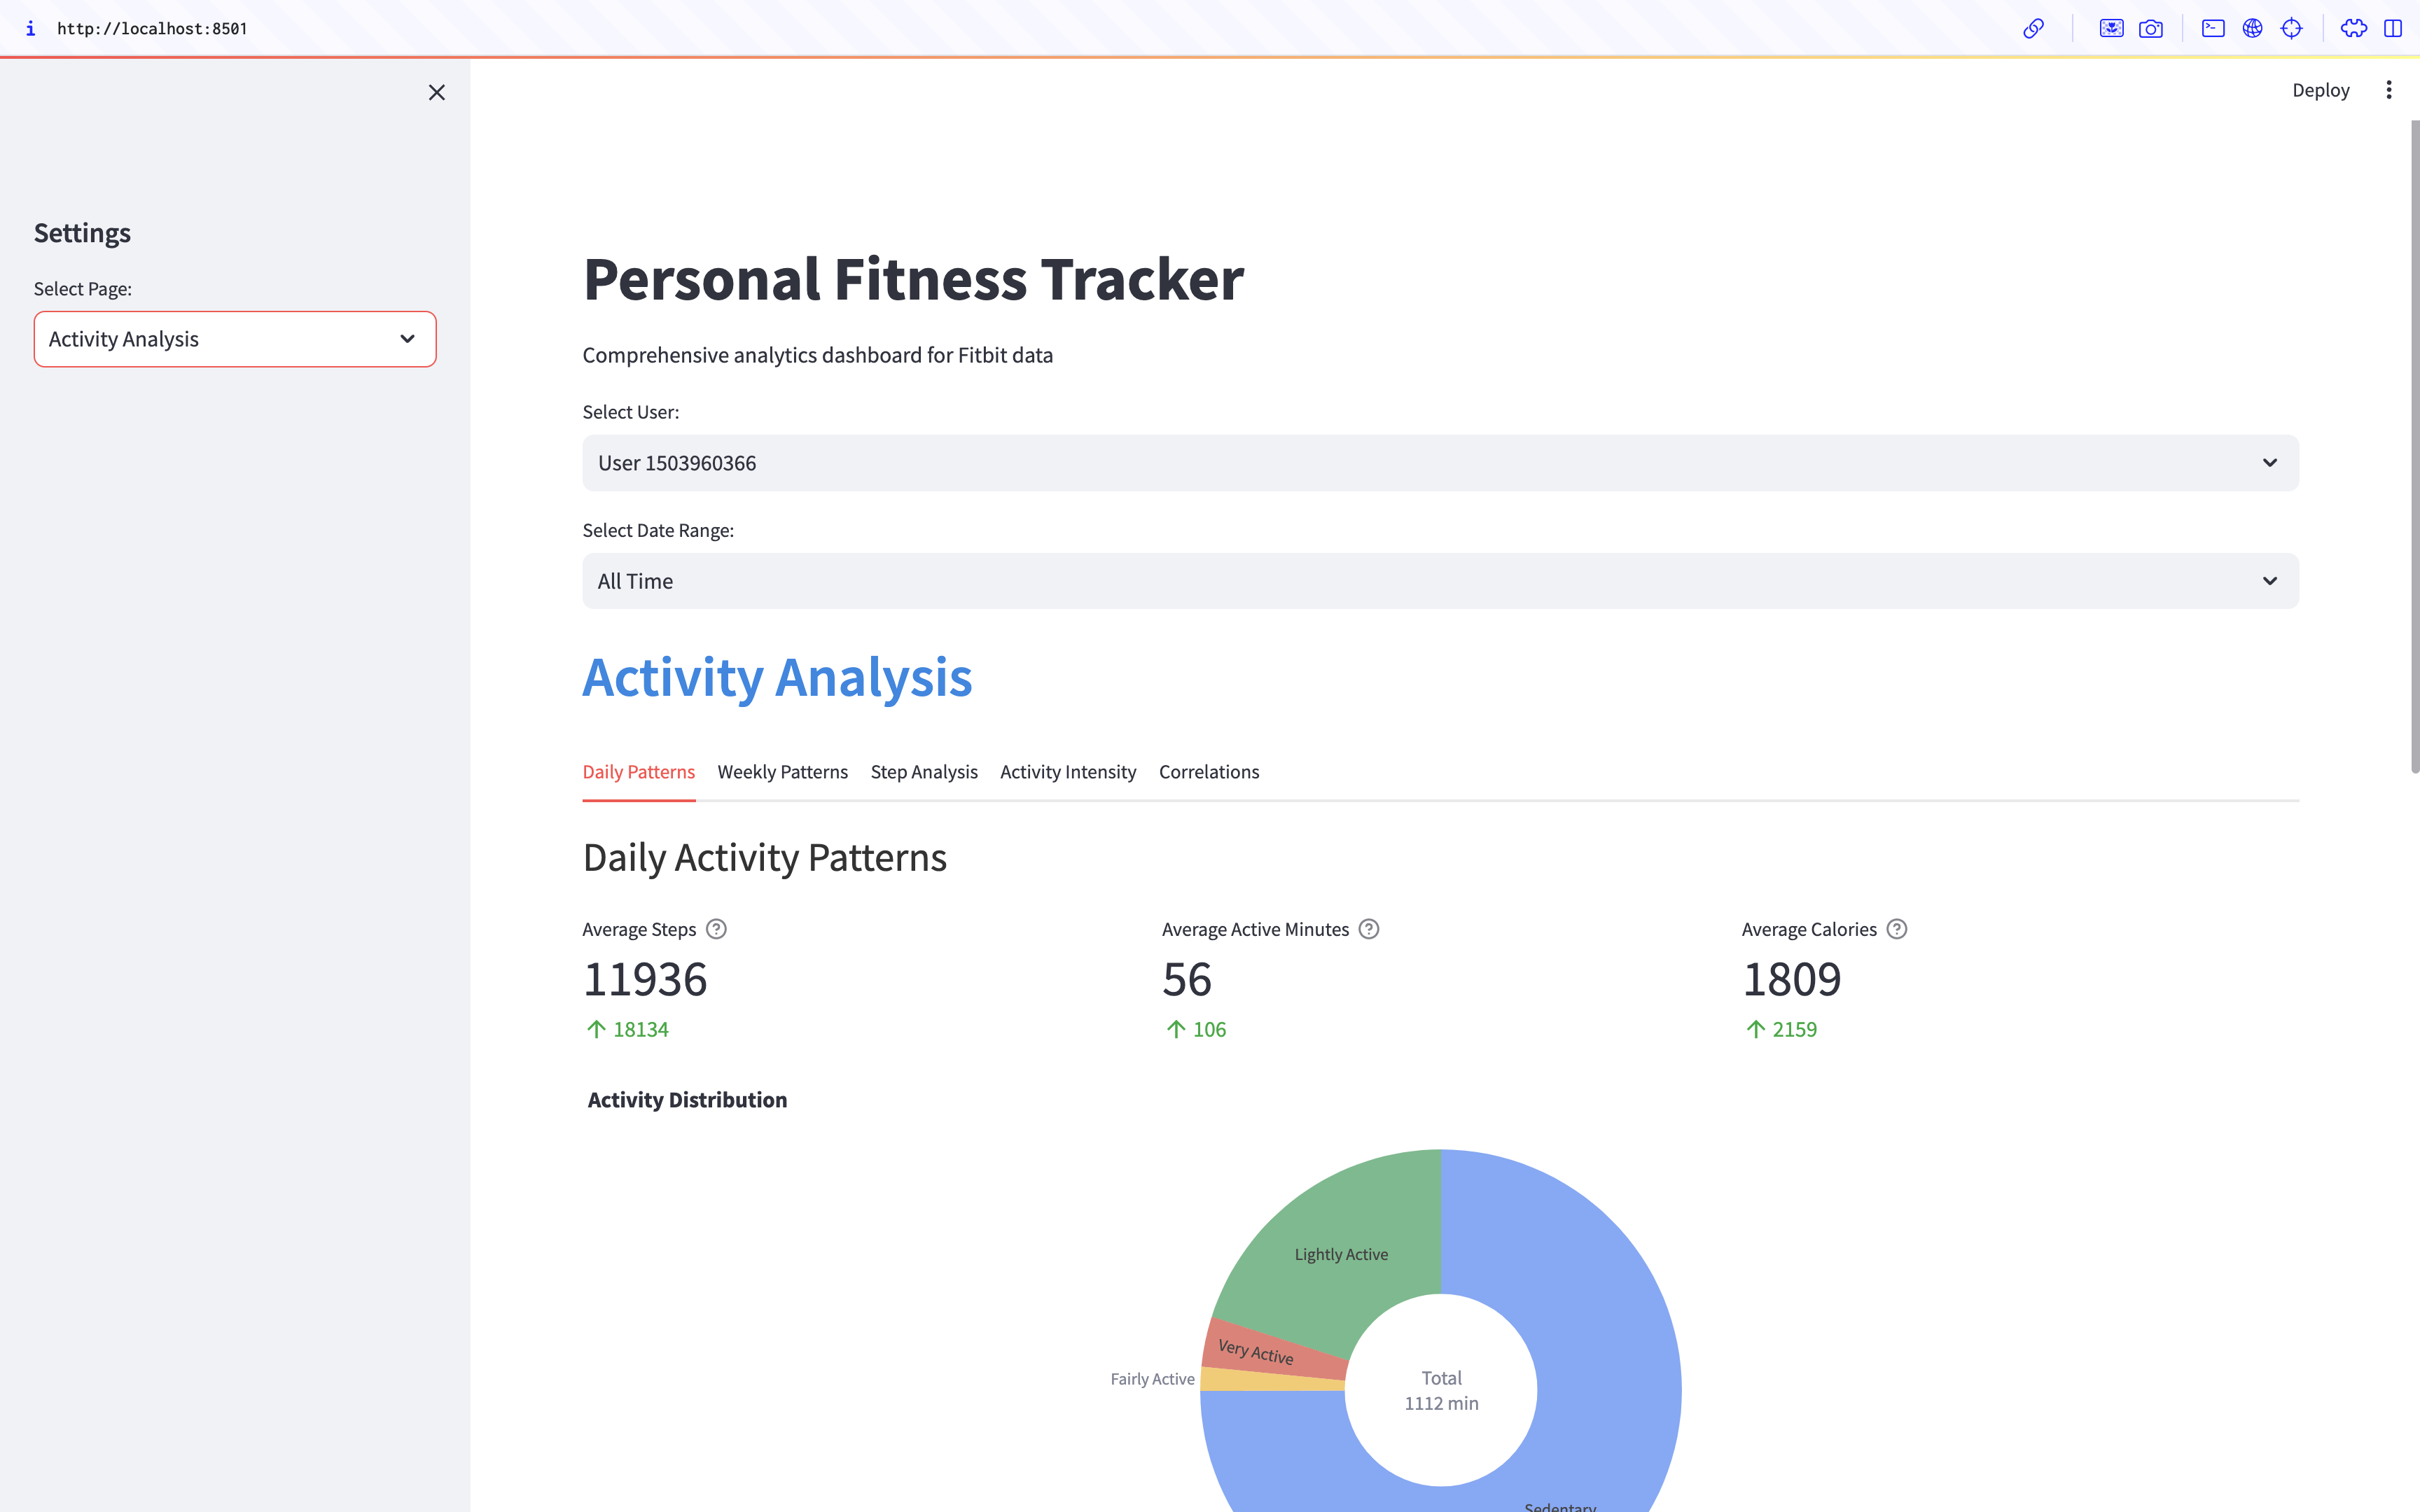 http://localhost:8501
Deploy
Settings
Select Page:
Activity Analysis
Personal Fitness Tracker
Comprehensive analytics dashboard for Fitbit data
Select User:
User 1503960366
Select Date Range:
All Time
Activity Analysis
Daily Patterns Weekly Patterns Step Analysis Activity Intensity Correlations
Daily Activity Patterns
Average Steps Average Active Minutes Average Calories
11936 56 1809
↑ 18134 ↑ 106 ↑ 2159
Activity Distribution
Lightly Active
Very Active
Fairly Active
Total
1112 min
Sedentary